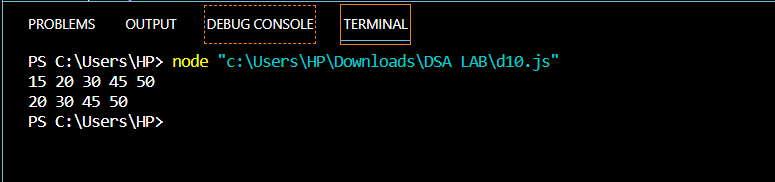 PROBLEMS OUTPUT DEBUG CONSOLE TERMINAL
PS C:\Users\HP> node "c:\Users\HP\Downloads\DSA LAB\d10.js"
15 20 30 45 50
20 30 45 50
PS C:\Users\HP>